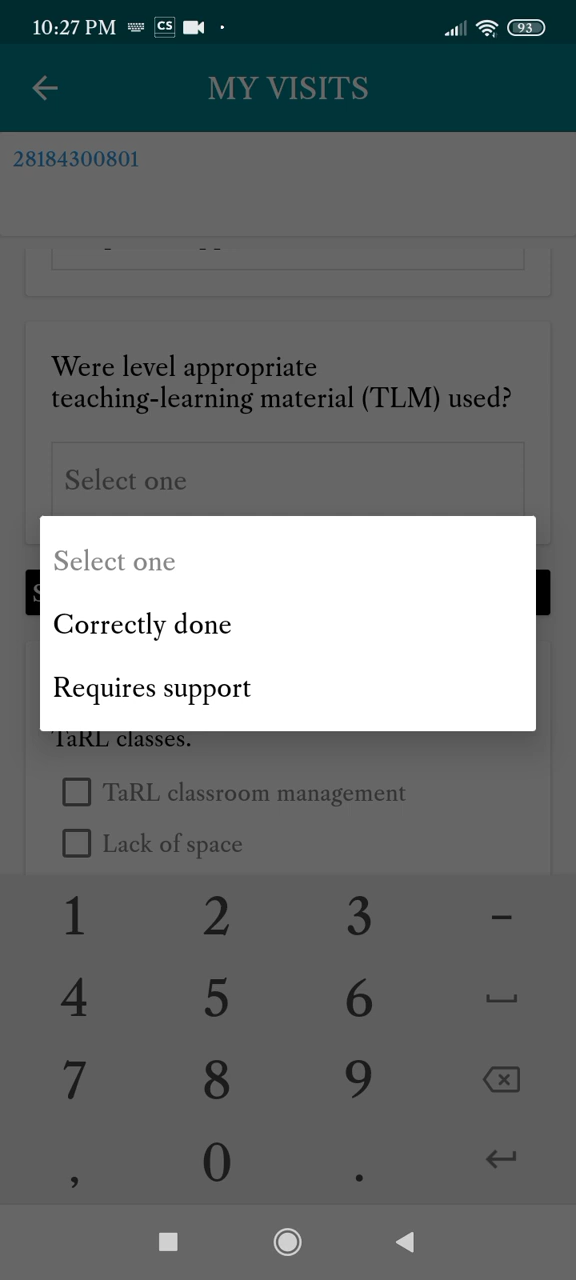 10:27 PM CS 93
MY VISITS
28184300801
Were level appropriate
teaching-learning material (TLM) used?
Select one
Select one
Correctly done
Requires support
TaRL classes.
TaRL classroom management
Lack of space
1 2 3 -
4 5 6
7 8 9
, 0 .